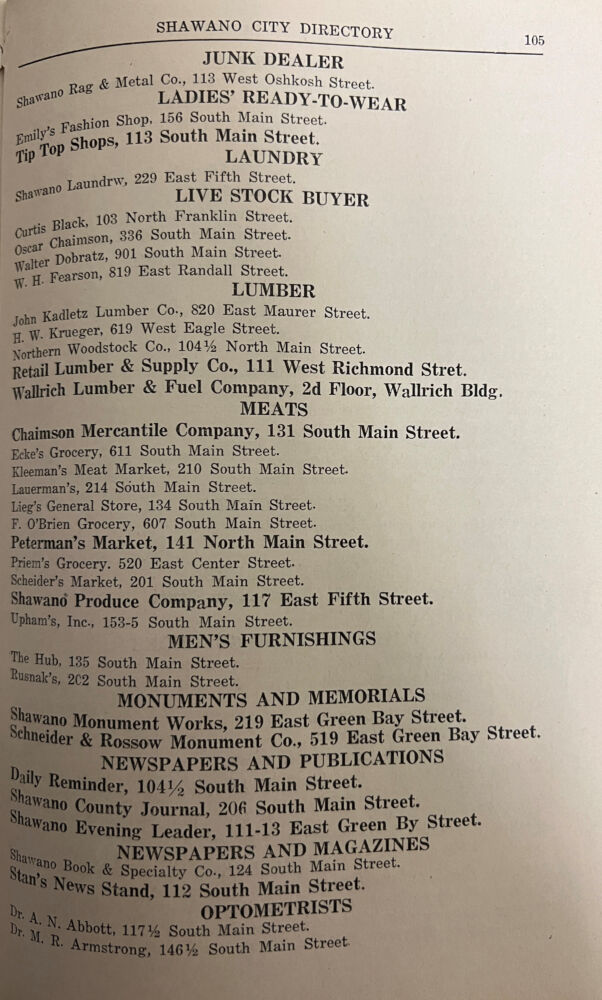 SHAWANO CITY DIRECTORY
105
JUNK DEALER
Shawano Rag & Metal Co., 113 West Oshkosh Street.
LADIES' READY-TO-WEAR
Emily's Fashion Shop, 156 South Main Street.
Tip Top Shops, 113 South Main Street.
LAUNDRY
Shawano Laundrw, 229 East Fifth Street.
LIVE STOCK BUYER
Curtis Black, 103 North Franklin Street.
Oscar Chaimson, 336 South Main Street.
Walter Dobratz, 901 South Main Street.
W. H. Fearson, 819 East Randall Street.
LUMBER
John Kadletz Lumber Co., 820 East Maurer Street.
H. W. Krueger, 619 West Eagle Street.
Northern Woodstock Co., 104½ North Main Street.
Retail Lumber & Supply Co., 111 West Richmond Stret.
Wallrich Lumber & Fuel Company, 2d Floor, Wallrich Bldg.
MEATS
Chaimson Mercantile Company, 131 South Main Street.
Ecke's Grocery, 611 South Main Street.
Kleeman's Meat Market, 210 South Main Street.
Lauerman's, 214 South Main Street.
Lieg's General Store, 134 South Main Street.
F. O'Brien Grocery, 607 South Main Street.
Peterman's Market, 141 North Main Street.
Priem's Grocery. 520 East Center Street.
Scheider's Market, 201 South Main Street.
Shawano Produce Company, 117 East Fifth Street.
Upham's, Inc., 153-5 South Main Street.
MEN'S FURNISHINGS
The Hub, 135 South Main Street.
Rusnak's, 202 South Main Street.
MONUMENTS AND MEMORIALS
Shawano Monument Works, 219 East Green Bay Street.
Schneider & Rossow Monument Co., 519 East Green Bay Street.
NEWSPAPERS AND PUBLICATIONS
Daily Reminder, 104½ South Main Street.
Shawano County Journal, 206 South Main Street.
Shawano Evening Leader, 111-13 East Green By Street.
NEWSPAPERS AND MAGAZINES
Shawano Book & Specialty Co., 124 South Main Street.
Stan's News Stand, 112 South Main Street.
OPTOMETRISTS
Dr. A. N. Abbott, 117½ South Main Street.
Dr. M. R. Armstrong, 146½ South Main Street.